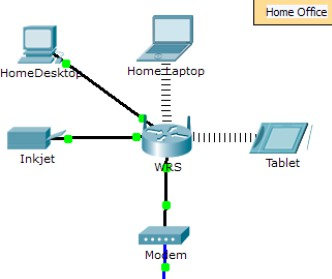 Home Office
HomeDesktop
Home Laptop
Inkjet
WRS
Tablet
Modem